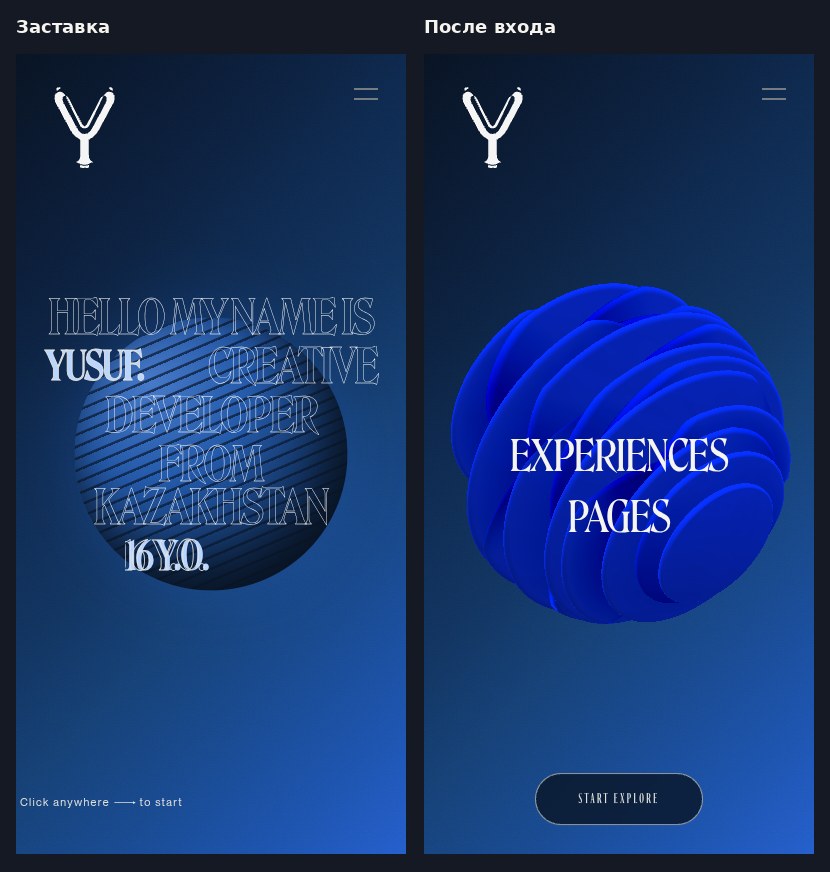 Заставка
HELLO MY NAME IS
YUSUF. CREATIVE
DEVELOPER
FROM
KAZAKHSTAN
16 Y.O.
Click anywhere → to start
После входа
EXPERIENCES
PAGES
START EXPLORE